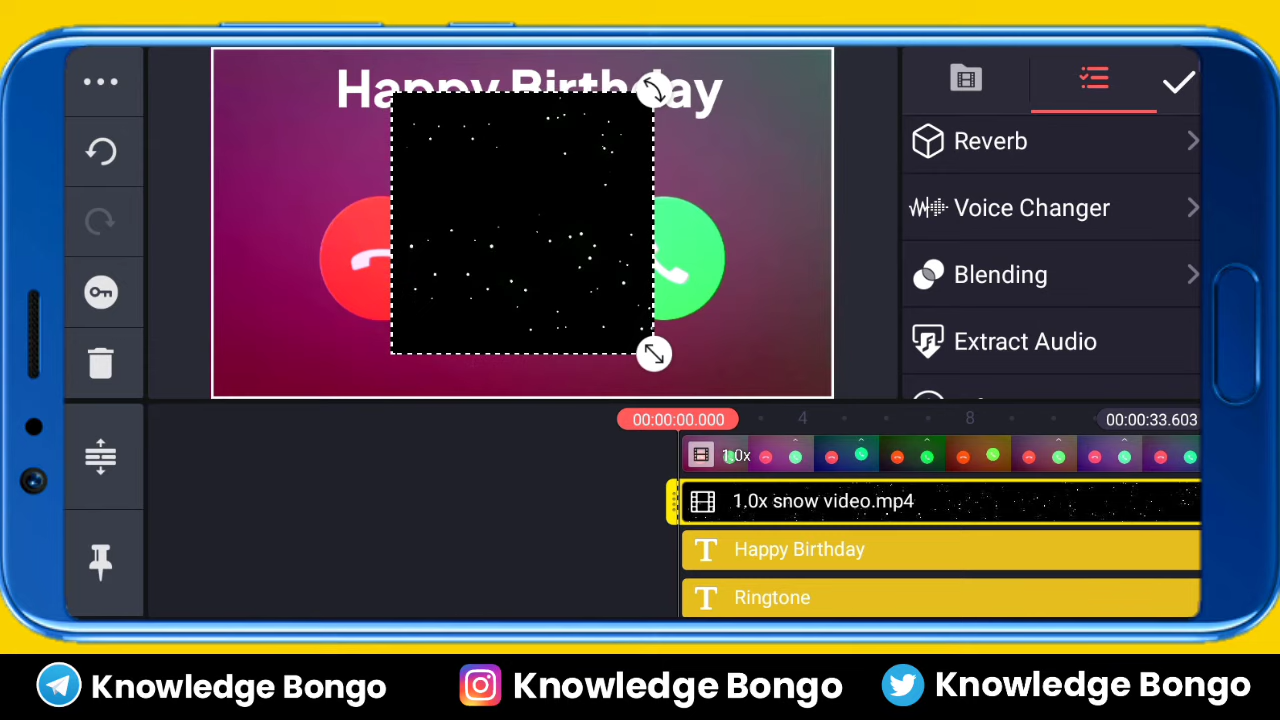 Happy Birthday
Reverb
Voice Changer
Blending
Extract Audio
00:00:00.000
4
8
00:00:33.603
1.0x
1.0x snow video.mp4
T Happy Birthday
T Ringtone
Knowledge Bongo
Knowledge Bongo
Knowledge Bongo